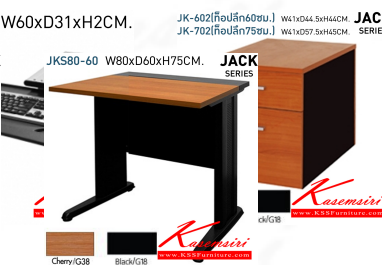 W60xD31xH2CM.
JK-602(ท็อปลึก60ซม.) W41xD44.5xH44CM. JAC
JK-702(ท็อปลึก75ซม.) W41xD57.5xH45CM. SERIE
JKS80-60 W80xD60xH75CM. JACK
SERIES
Kasemsiri
www.KSSFurniture.com
ck/G18
Kasemsiri
www.KSSFurniture.com
Cherry/G38 Black/G18